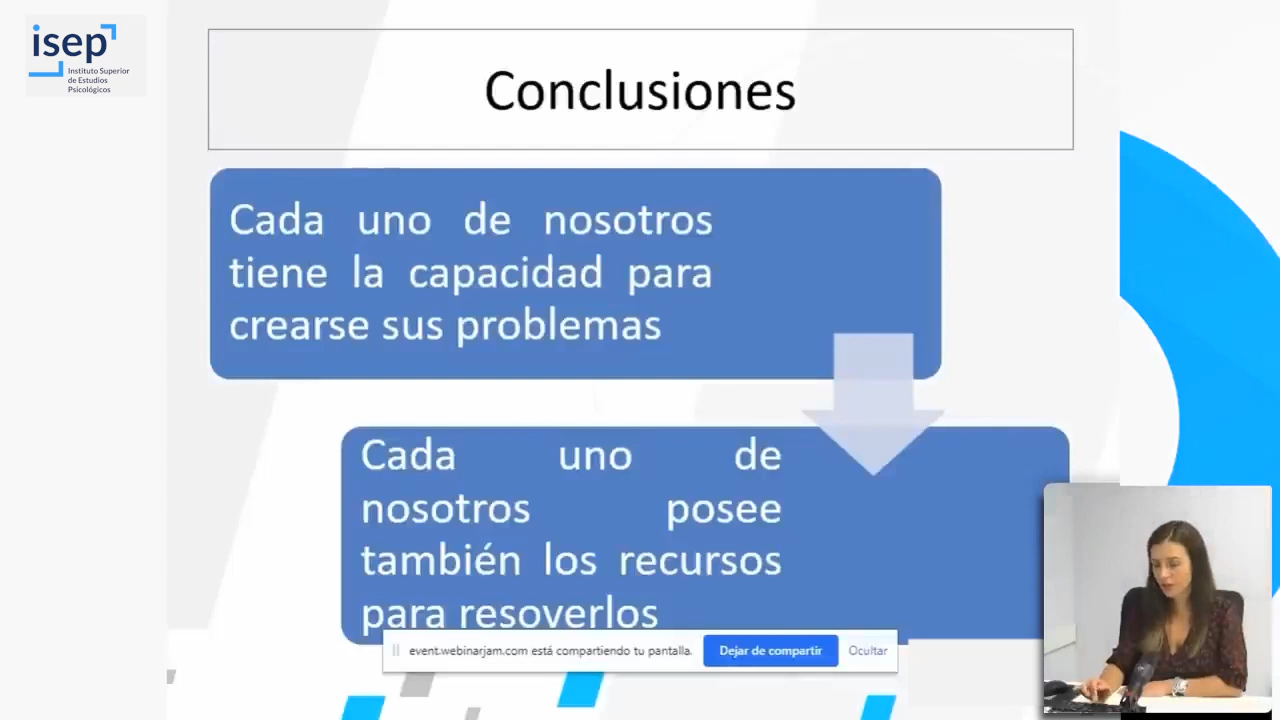 isep
Instituto Superior
de Estudios
Psicológicos
Conclusiones
Cada uno de nosotros
tiene la capacidad para
crearse sus problemas
Cada uno de
nosotros posee
también los recursos
para resoverlos
event.webinarjam.com está compartiendo tu pantalla.
Dejar de compartir
Ocultar